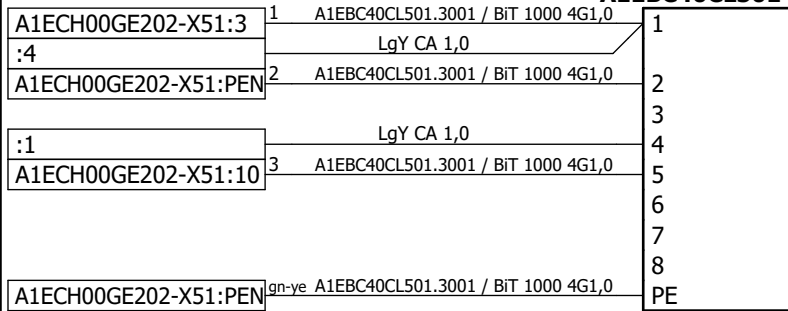 A1ECH00GE202-X51:3 1 A1EBC40CL501.3001 / BiT 1000 4G1,0 1
:4 LgY CA 1,0
A1ECH00GE202-X51:PEN 2 A1EBC40CL501.3001 / BiT 1000 4G1,0 2
3
:1 LgY CA 1,0 4
A1ECH00GE202-X51:10 3 A1EBC40CL501.3001 / BiT 1000 4G1,0 5
6
7
8
A1ECH00GE202-X51:PEN gn-ye A1EBC40CL501.3001 / BiT 1000 4G1,0 PE